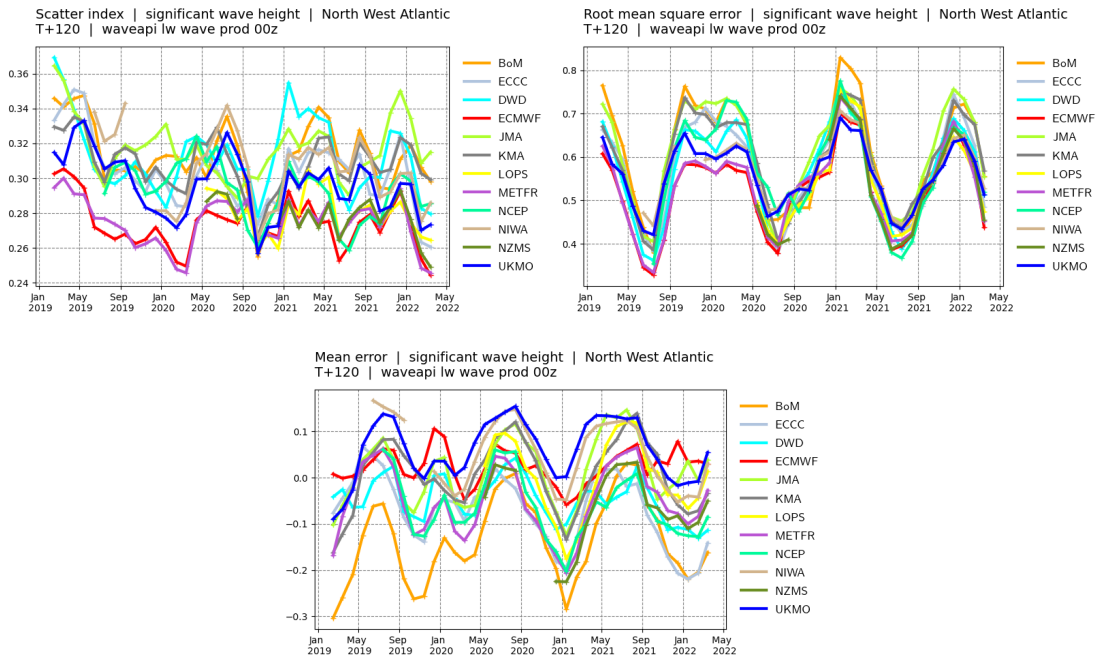 Scatter index | significant wave height | North West Atlantic
T+120 | waveapi lw wave prod 00z
0.36
0.34
0.32
0.30
0.28
0.26
0.24
Jan 2019
May 2019
Sep 2019
Jan 2020
May 2020
Sep 2020
Jan 2021
May 2021
Sep 2021
Jan 2022
May 2022
BoM
ECCC
DWD
ECMWF
JMA
KMA
LOPS
METFR
NCEP
NIWA
NZMS
UKMO
Root mean square error | significant wave height | North West Atlantic
T+120 | waveapi lw wave prod 00z
0.8
0.7
0.6
0.5
0.4
Jan 2019
May 2019
Sep 2019
Jan 2020
May 2020
Sep 2020
Jan 2021
May 2021
Sep 2021
Jan 2022
May 2022
BoM
ECCC
DWD
ECMWF
JMA
KMA
LOPS
METFR
NCEP
NIWA
NZMS
UKMO
Mean error | significant wave height | North West Atlantic
T+120 | waveapi lw wave prod 00z
0.1
0.0
−0.1
−0.2
−0.3
Jan 2019
May 2019
Sep 2019
Jan 2020
May 2020
Sep 2020
Jan 2021
May 2021
Sep 2021
Jan 2022
May 2022
BoM
ECCC
DWD
ECMWF
JMA
KMA
LOPS
METFR
NCEP
NIWA
NZMS
UKMO